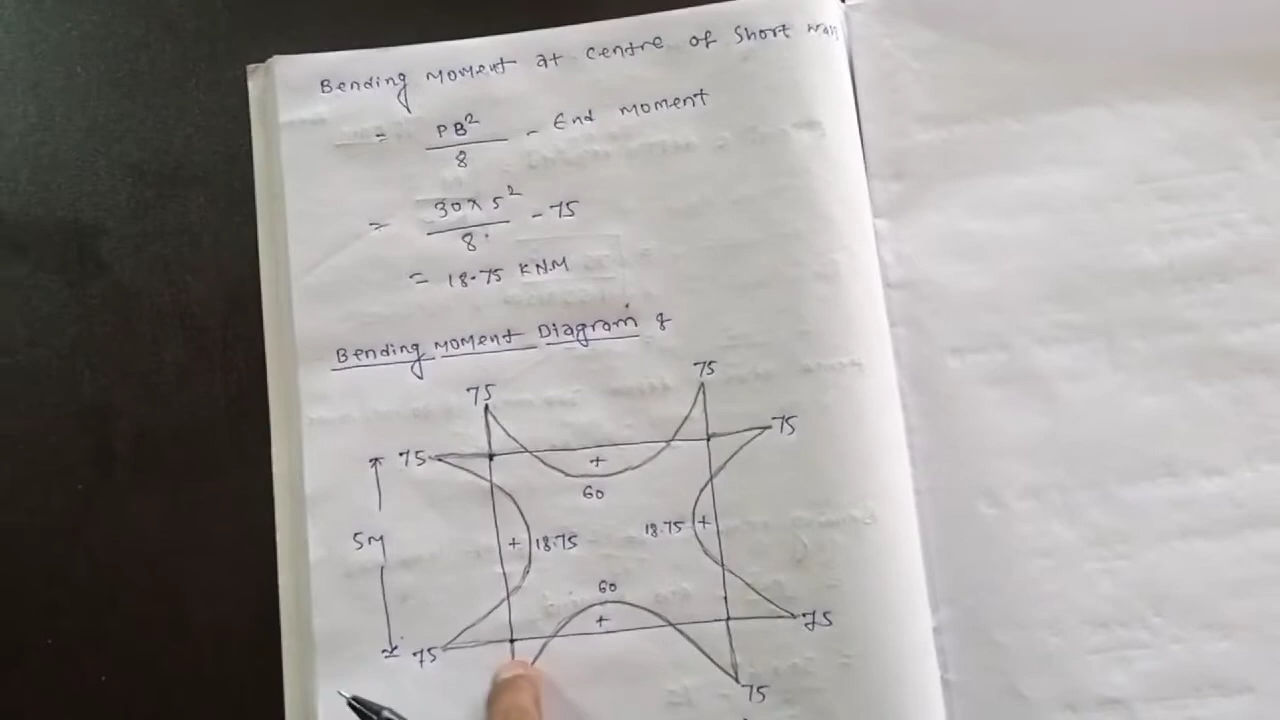 Bending Moment at Centre of Short wall
= PB²/8 - End Moment
= 30×5²/8 - 75
= 18.75 KN.M
Bending Moment Diagram :
75 75
75 75
+
60
5M
+ 18.75 18.75 +
60
+
75 75
75